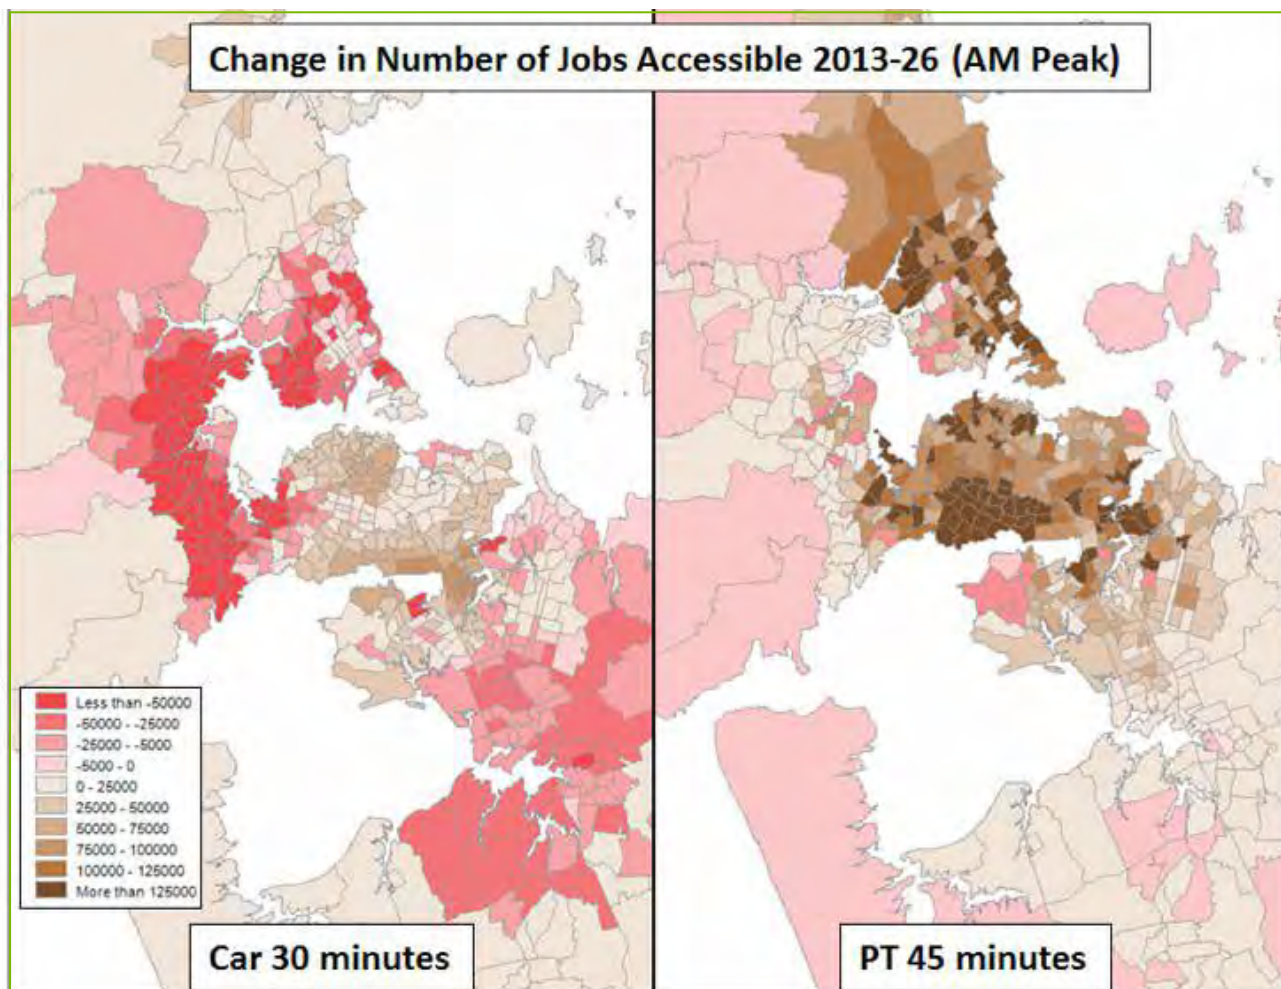 Change in Number of Jobs Accessible 2013-26 (AM Peak)
Less than -50000
-50000 - -25000
-25000 - -5000
-5000 - 0
0 - 25000
25000 - 50000
50000 - 75000
75000 - 100000
100000 - 125000
More than 125000
Car 30 minutes
PT 45 minutes